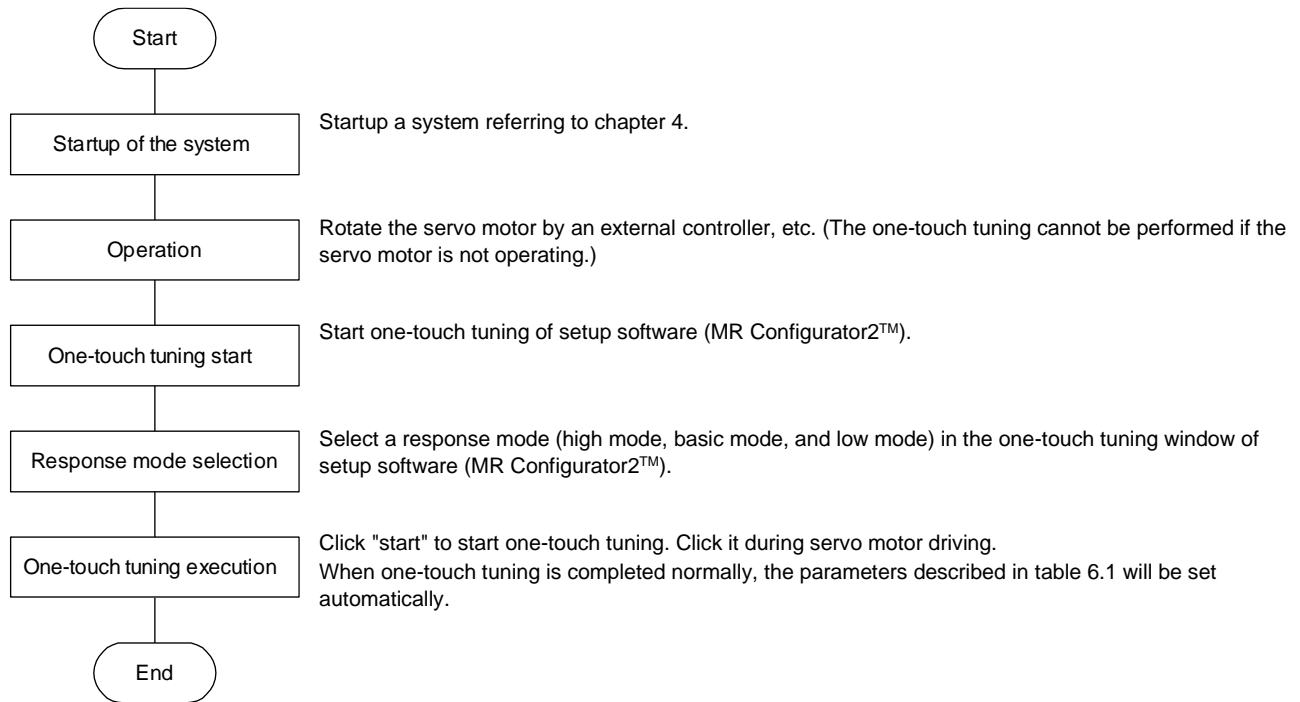 Start
Startup of the system
Startup a system referring to chapter 4.
Operation
Rotate the servo motor by an external controller, etc. (The one-touch tuning cannot be performed if the
servo motor is not operating.)
One-touch tuning start
Start one-touch tuning of setup software (MR Configurator2TM).
Response mode selection
Select a response mode (high mode, basic mode, and low mode) in the one-touch tuning window of
setup software (MR Configurator2TM).
One-touch tuning execution
Click "start" to start one-touch tuning. Click it during servo motor driving.
When one-touch tuning is completed normally, the parameters described in table 6.1 will be set
automatically.
End